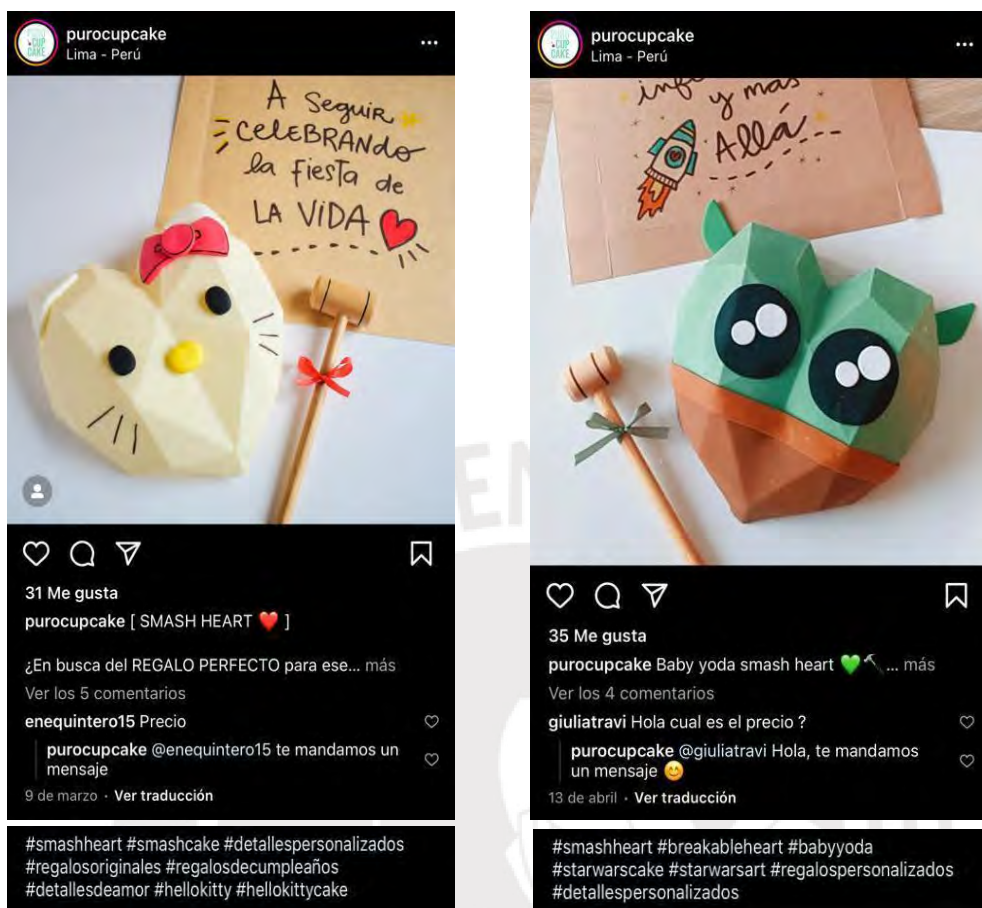 purocupcake
Lima - Perú
A Seguir
CELEBRANDO
la fiesta de
LA VIDA
31 Me gusta
purocupcake [ SMASH HEART ❤️ ]
¿En busca del REGALO PERFECTO para ese... más
Ver los 5 comentarios
enequintero15 Precio
purocupcake @enequintero15 te mandamos un
mensaje
9 de marzo · Ver traducción
#smashheart #smashcake #detallespersonalizados
#regalosoriginales #regalosdecumpleaños
#detallesdeamor #hellokitty #hellokittycake
purocupcake
Lima - Perú
y más
Allá
35 Me gusta
purocupcake Baby yoda smash heart 💚🔨... más
Ver los 4 comentarios
giuliatravi Hola cual es el precio ?
purocupcake @giuliatravi Hola, te mandamos
un mensaje 😊
13 de abril · Ver traducción
#smashheart #breakableheart #babyyoda
#starwarscake #starwarsart #regalospersonalizados
#detallespersonalizados